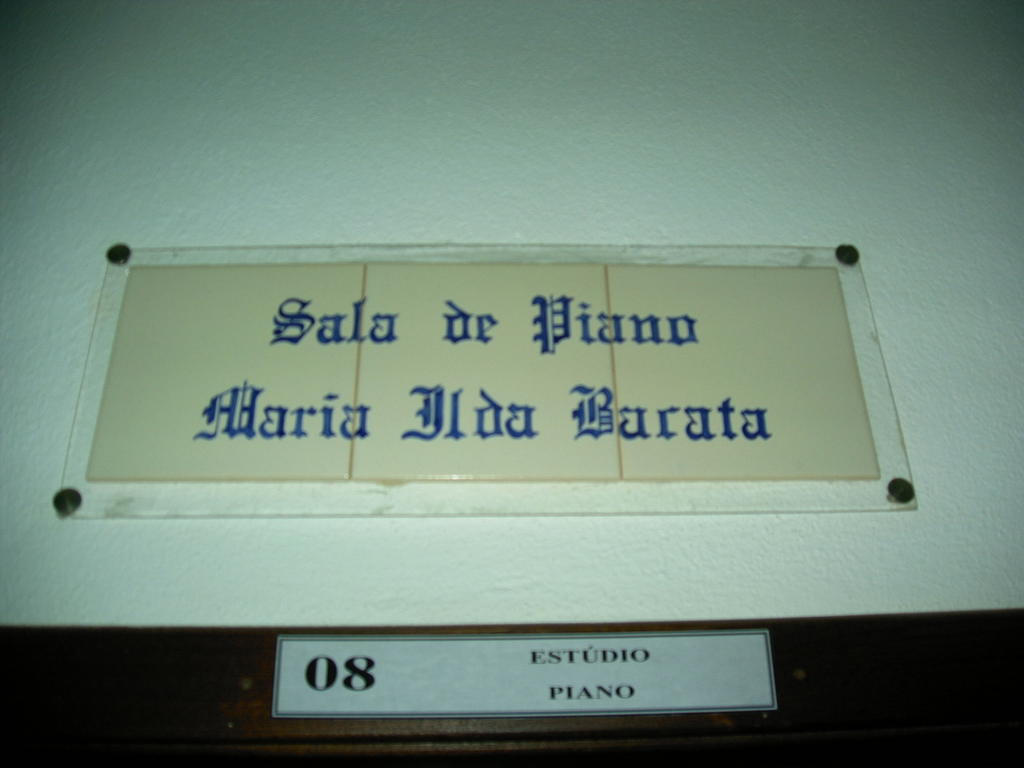 Sala de Piano
Maria Ilda Barata
08
ESTÚDIO
PIANO